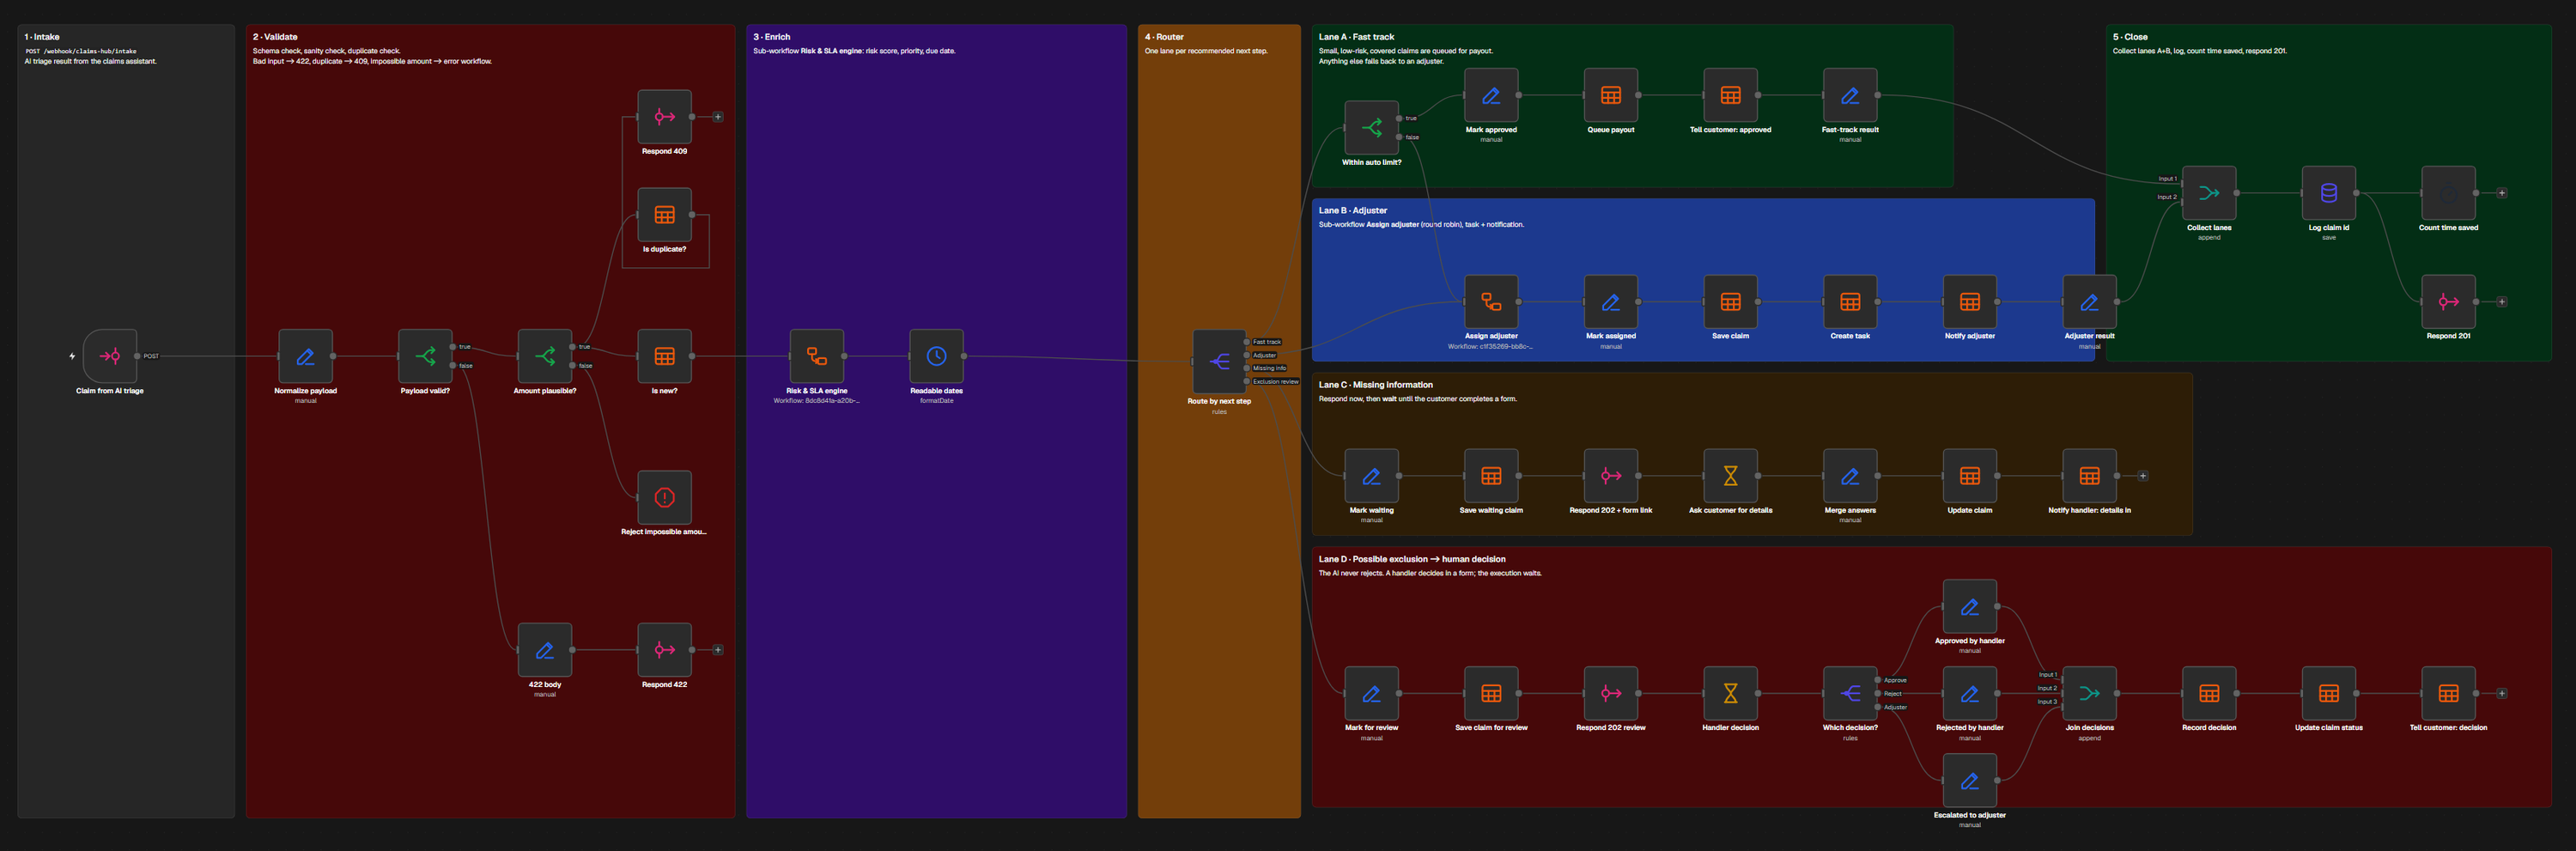 1 · Intake
POST /webhook/claims-hub/intake
AI triage result from the claims assistant.
POST
Claim from AI triage
2 · Validate
Schema check, sanity check, duplicate check.
Bad input → 422, duplicate → 409, impossible amount → error workflow.
Respond 409
Is duplicate?
Normalize payload
manual
true
false
Payload valid?
true
false
Amount plausible?
Is new?
Reject impossible amou...
422 body
manual
Respond 422
3 · Enrich
Sub-workflow Risk & SLA engine: risk score, priority, due date.
Risk & SLA engine
Workflow: 8dc8d41a-a20b-...
Readable dates
formatDate
4 · Router
One lane per recommended next step.
Fast track
Adjuster
Missing info
Exclusion review
Route by next step
rules
Lane A · Fast track
Small, low-risk, covered claims are queued for payout.
Anything else falls back to an adjuster.
true
false
Within auto limit?
Mark approved
manual
Queue payout
Tell customer: approved
Fast-track result
manual
Lane B · Adjuster
Sub-workflow Assign adjuster (round robin), task + notification.
Assign adjuster
Workflow: c1f35269-bb8c-...
Mark assigned
manual
Save claim
Create task
Notify adjuster
Adjuster result
manual
5 · Close
Collect lanes A+B, log, count time saved, respond 201.
Input 1
Input 2
Collect lanes
append
Log claim id
save
Count time saved
Respond 201
Lane C · Missing information
Respond now, then wait until the customer completes a form.
Mark waiting
manual
Save waiting claim
Respond 202 + form link
Ask customer for details
Merge answers
manual
Update claim
Notify handler: details in
Lane D · Possible exclusion → human decision
The AI never rejects. A handler decides in a form; the execution waits.
Mark for review
manual
Save claim for review
Respond 202 review
Handler decision
Approve
Reject
Adjuster
Which decision?
rules
Approved by handler
manual
Rejected by handler
manual
Escalated to adjuster
manual
Input 1
Input 2
Input 3
Join decisions
append
Record decision
Update claim status
Tell customer: decision